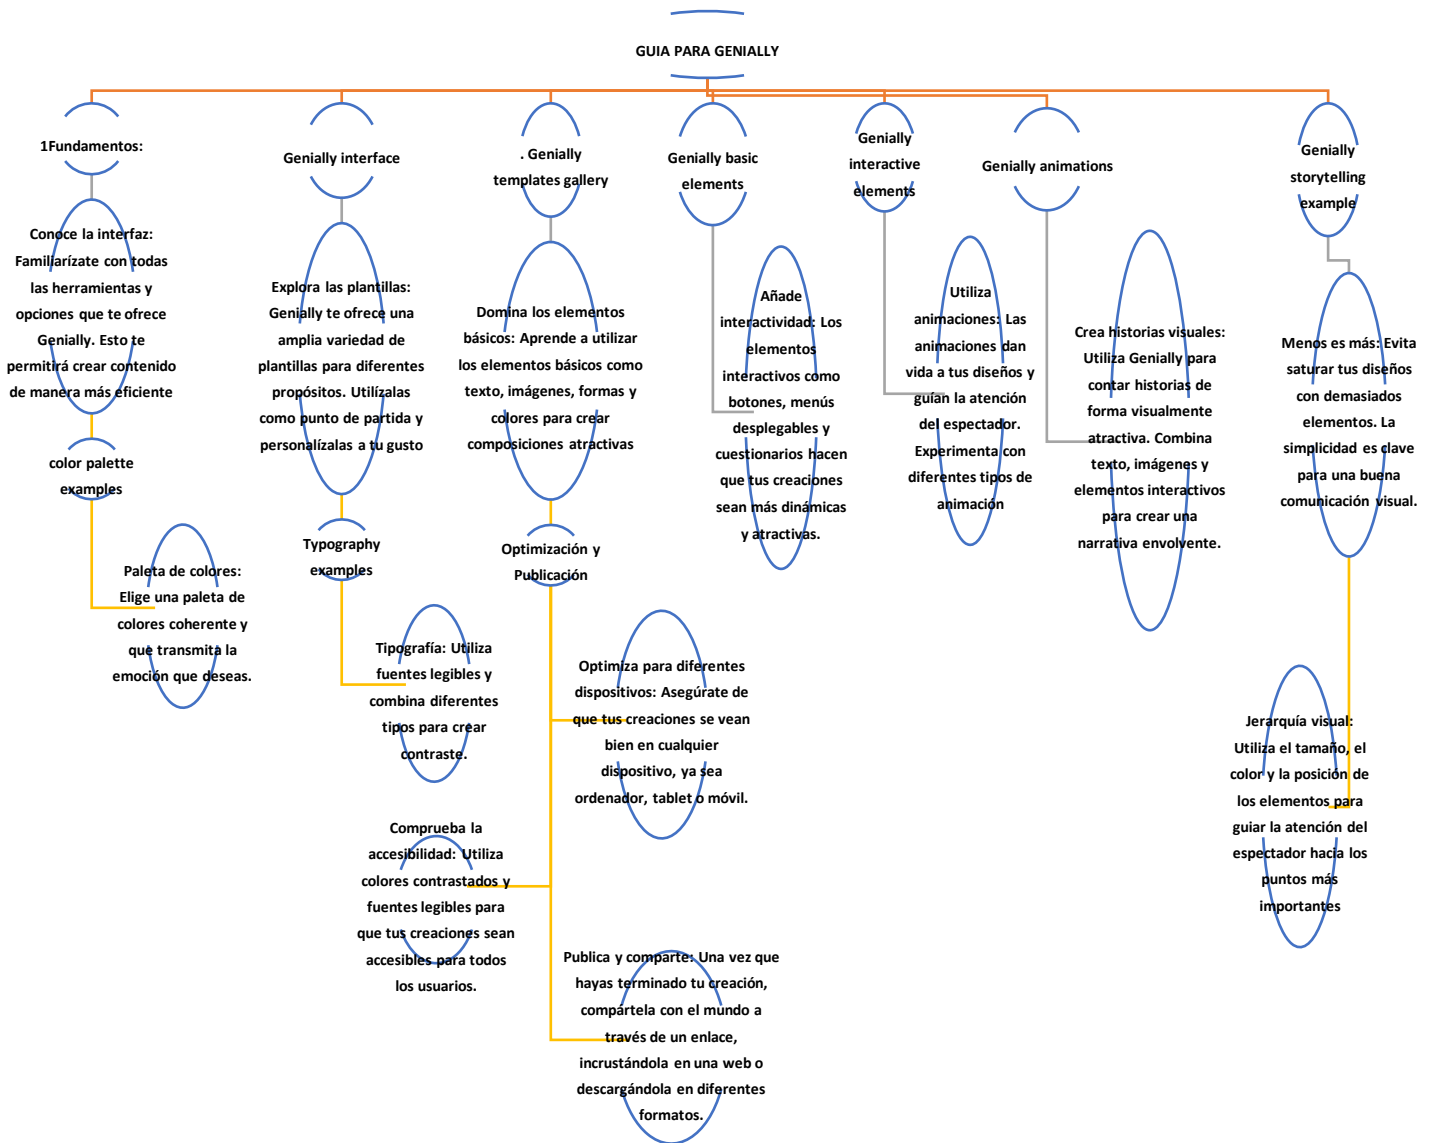 GUIA PARA GENIALLY
1Fundamentos:
Conoce la interfaz:
Familiarízate con todas
las herramientas y
opciones que te ofrece
Genially. Esto te
permitirá crear contenido
de manera más eficiente
color palette
examples
Paleta de colores:
Elige una paleta de
colores coherente y
que transmita la
emoción que deseas.
Genially interface
Explora las plantillas:
Genially te ofrece una
amplia variedad de
plantillas para diferentes
propósitos. Utilízalas
como punto de partida y
personalízalas a tu gusto
Typography
examples
Tipografía: Utiliza
fuentes legibles y
combina diferentes
tipos para crear
contraste.
. Genially
templates gallery
Domina los elementos
básicos: Aprende a utilizar
los elementos básicos como
texto, imágenes, formas y
colores para crear
composiciones atractivas
Optimización y
Publicación
Optimiza para diferentes
dispositivos: Asegúrate de
que tus creaciones se vean
bien en cualquier
dispositivo, ya sea
ordenador, tablet o móvil.
Comprueba la
accesibilidad: Utiliza
colores contrastados y
fuentes legibles para
que tus creaciones sean
accesibles para todos
los usuarios.
Publica y comparte: Una vez que
hayas terminado tu creación,
compártela con el mundo a
través de un enlace,
incrustándola en una web o
descargándola en diferentes
formatos.
Genially basic
elements
Añade
interactividad: Los
elementos
interactivos como
botones, menús
desplegables y
cuestionarios hacen
que tus creaciones
sean más dinámicas
y atractivas.
Genially
interactive
elements
Utiliza
animaciones: Las
animaciones dan
vida a tus diseños y
guían la atención
del espectador.
Experimenta con
diferentes tipos de
animación
Genially animations
Crea historias visuales:
Utiliza Genially para
contar historias de
forma visualmente
atractiva. Combina
texto, imágenes y
elementos interactivos
para crear una
narrativa envolvente.
Genially
storytelling
example
Menos es más: Evita
saturar tus diseños
con demasiados
elementos. La
simplicidad es clave
para una buena
comunicación visual.
Jerarquía visual:
Utiliza el tamaño, el
color y la posición de
los elementos para
guiar la atención del
espectador hacia los
puntos más
importantes